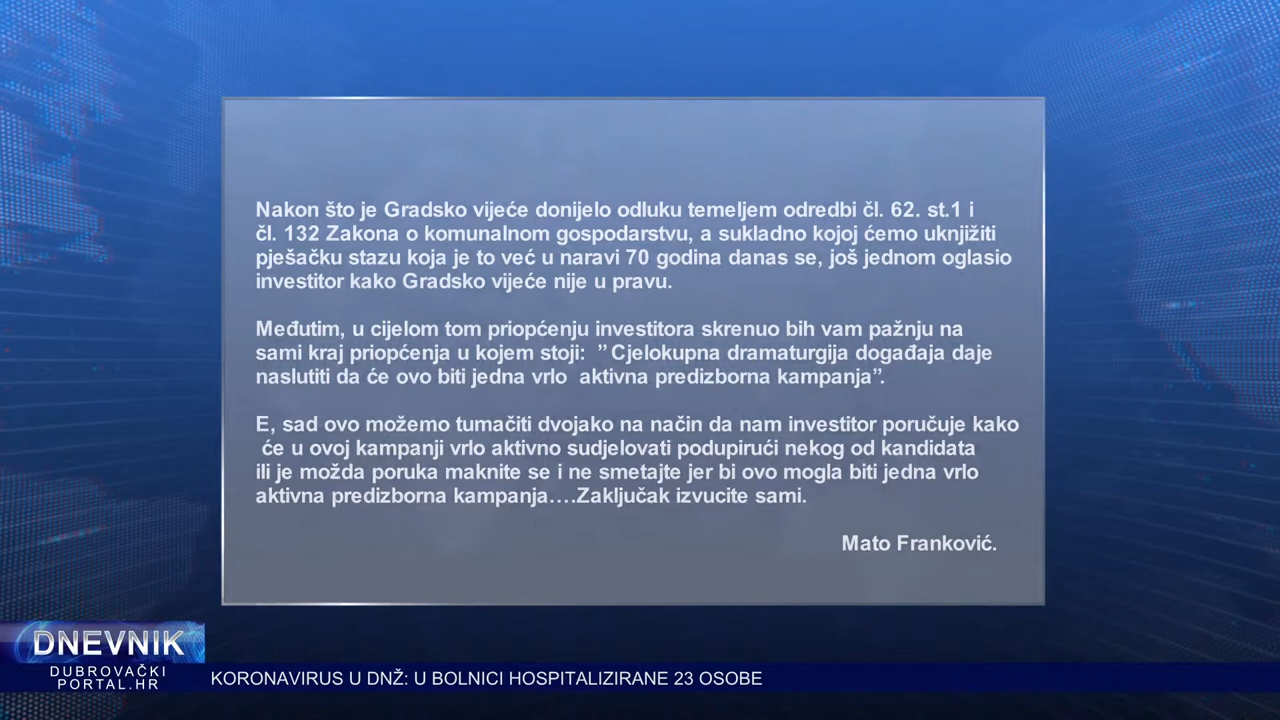 Nakon što je Gradsko vijeće donijelo odluku temeljem odredbi čl. 62. st.1 i
čl. 132 Zakona o komunalnom gospodarstvu, a sukladno kojoj ćemo uknjižiti
pješačku stazu koja je to već u naravi 70 godina danas se, još jednom oglasio
investitor kako Gradsko vijeće nije u pravu.
Međutim, u cijelom tom priopćenju investitora skrenuo bih vam pažnju na
sami kraj priopćenja u kojem stoji: ”Cjelokupna dramaturgija događaja daje
naslutiti da će ovo biti jedna vrlo aktivna predizborna kampanja”.
E, sad ovo možemo tumačiti dvojako na način da nam investitor poručuje kako
će u ovoj kampanji vrlo aktivno sudjelovati podupirući nekog od kandidata
ili je možda poruka maknite se i ne smetajte jer bi ovo mogla biti jedna vrlo
aktivna predizborna kampanja….Zaključak izvucite sami.
Mato Franković.
DNEVNIK
DUBROVAČKI
PORTAL.HR
KORONAVIRUS U DNŽ: U BOLNICI HOSPITALIZIRANE 23 OSOBE